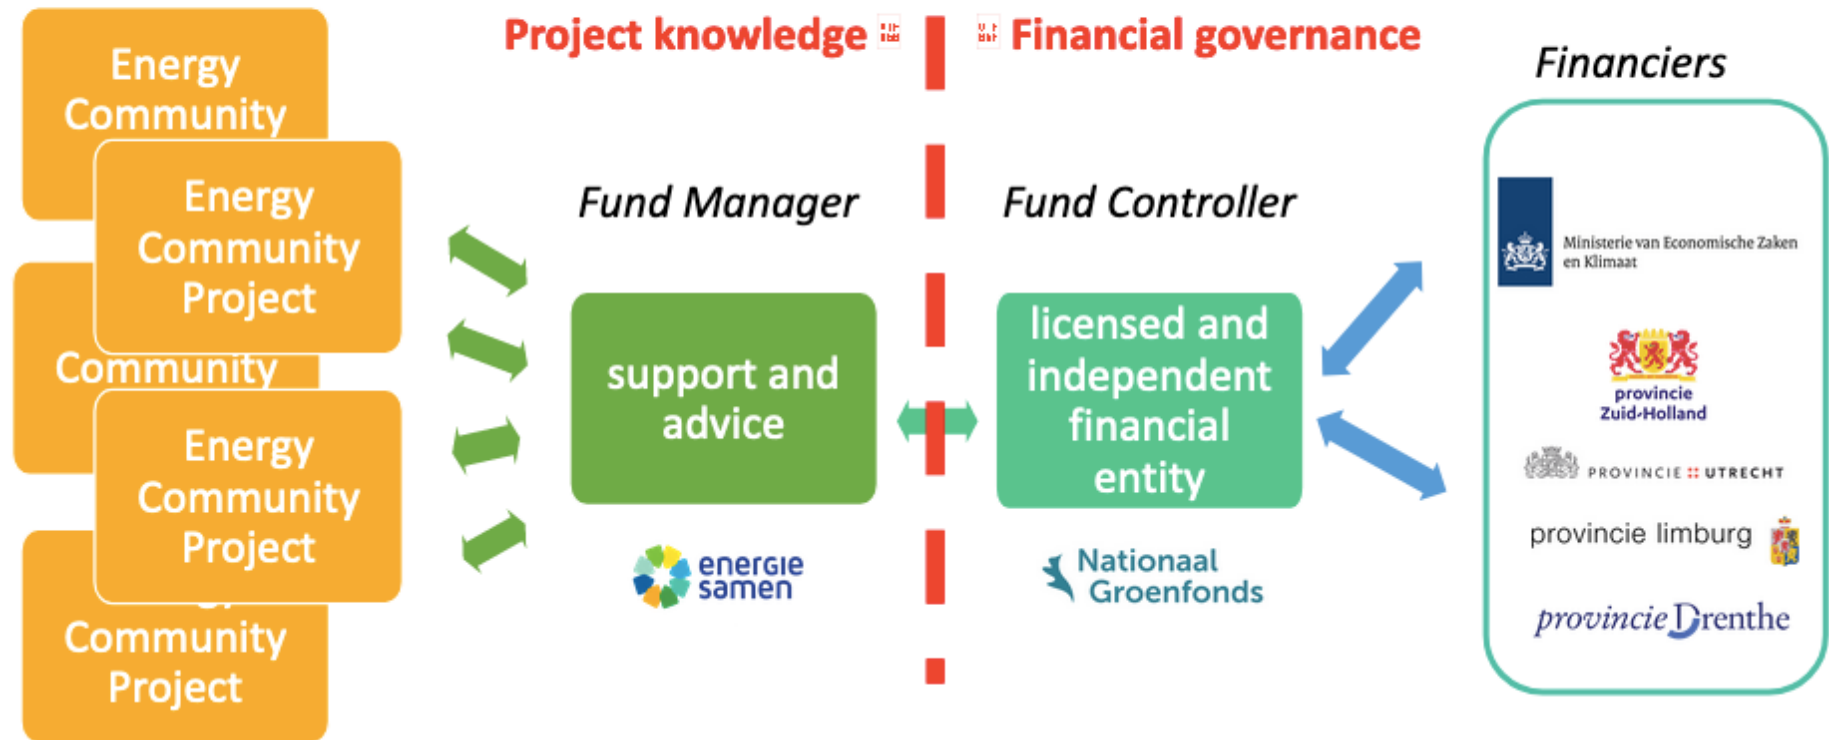 Project knowledge
Financial governance
Financiers
Energy
Community
Energy
Community
Project
Community
Energy
Community
Project
Community
Project
Fund Manager
support and
advice
energie
samen
Fund Controller
licensed and
independent
financial
entity
Nationaal
Groenfonds
Ministerie van Economische Zaken
en Klimaat
provincie
Zuid-Holland
PROVINCIE :: UTRECHT
provincie limburg
provincie Drenthe